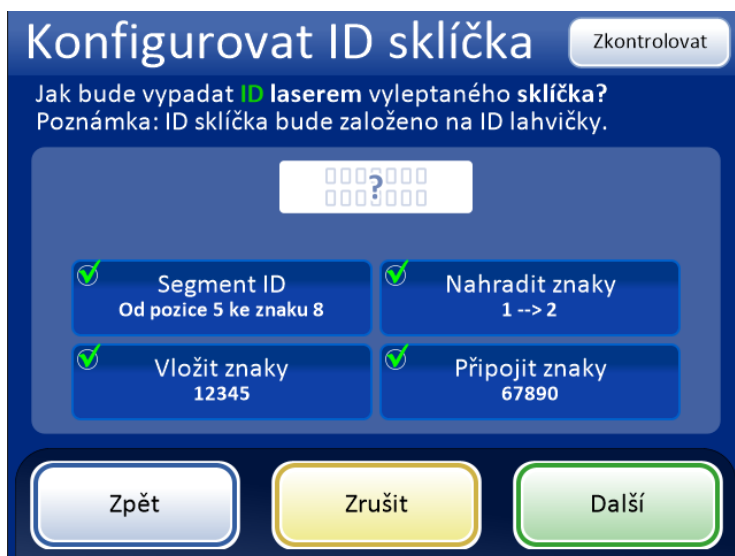 Konfigurovat ID sklíčka
Zkontrolovat
Jak bude vypadat ID laserem vyleptaného sklíčka?
Poznámka: ID sklíčka bude založeno na ID lahvičky.
?
Segment ID
Od pozice 5 ke znaku 8
Nahradit znaky
1 --> 2
Vložit znaky
12345
Připojit znaky
67890
Zpět
Zrušit
Další